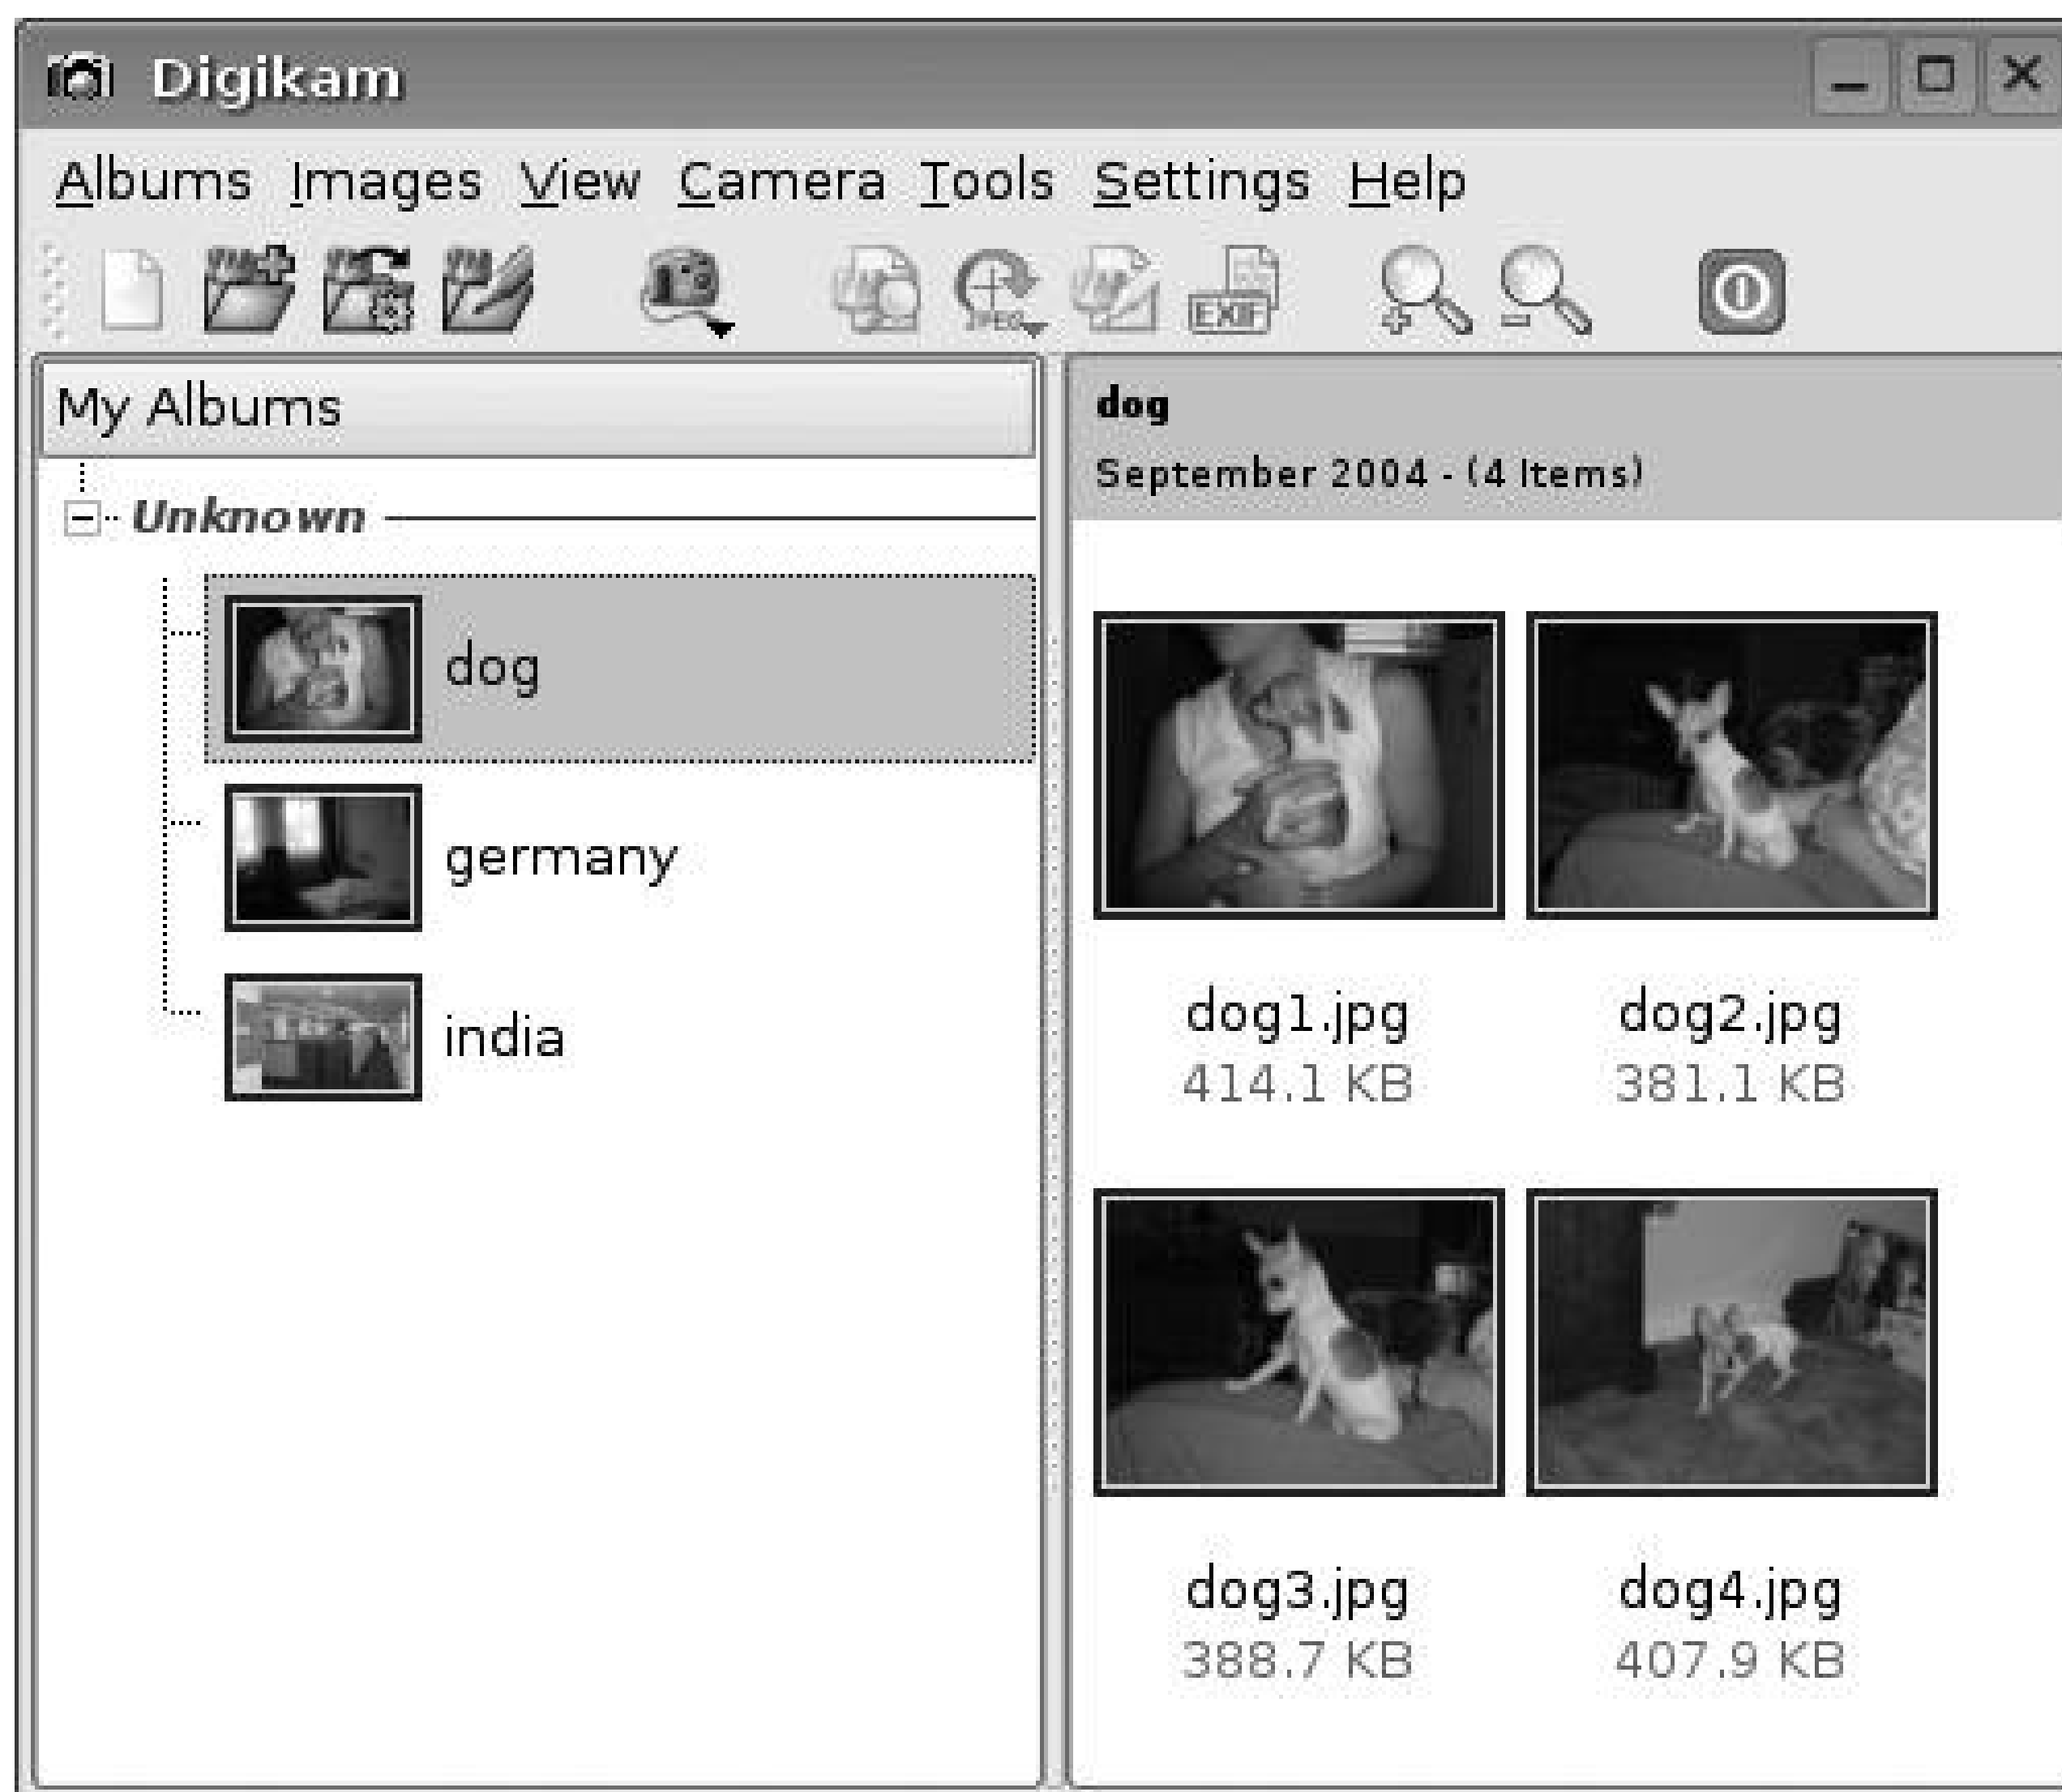 Digikam
Albums Images View Camera Tools Settings Help
JPEG EXIF
My Albums
Unknown
dog
germany
india
dog
September 2004 - (4 Items)
dog1.jpg dog2.jpg
414.1 KB 381.1 KB
dog3.jpg dog4.jpg
388.7 KB 407.9 KB